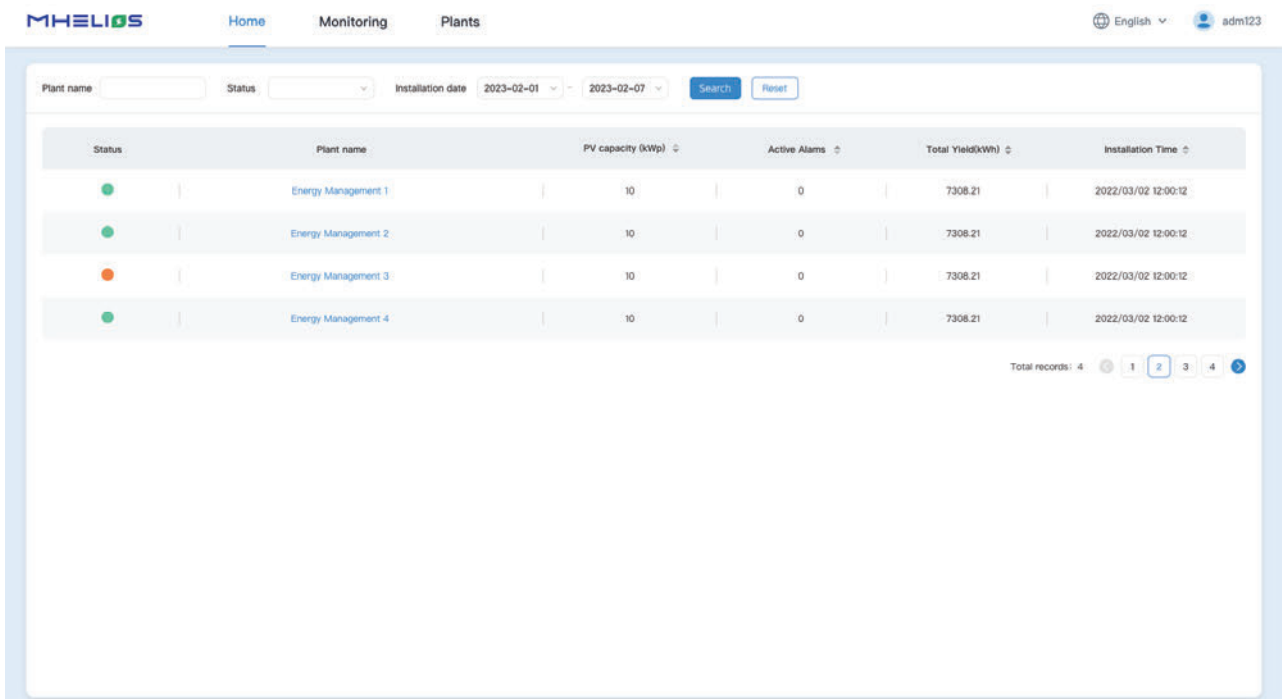 MHELIOS Home Monitoring Plants English adm123
Plant name Status Installation date 2023-02-01 - 2023-02-07 Search Reset
Status Plant name PV capacity (kWp) Active Alams Total Yield(kWh) Installation Time
Energy Management 1 10 0 7308.21 2022/03/02 12:00:12
Energy Management 2 10 0 7308.21 2022/03/02 12:00:12
Energy Management 3 10 0 7308.21 2022/03/02 12:00:12
Energy Management 4 10 0 7308.21 2022/03/02 12:00:12
Total records: 4 1 2 3 4